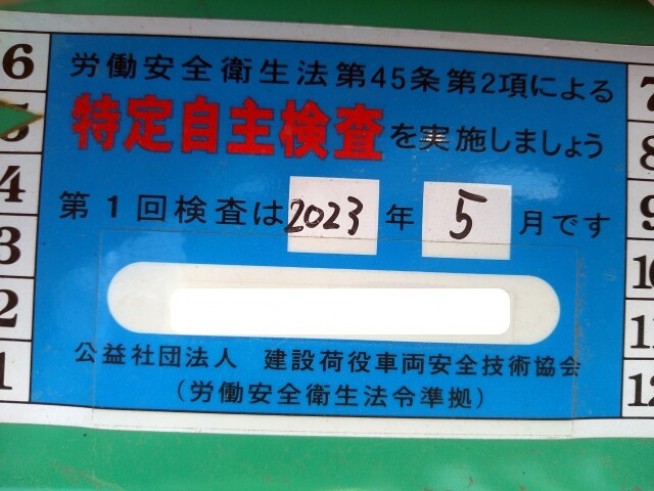 労働安全衛生法第45条第2項による
特定自主検査を実施しましょう
第1回検査は2023年5月です
公益社団法人 建設荷役車両安全技術協会
(労働安全衛生法令準拠)
6
5
4
3
2
1
7
8
9
10
11
12